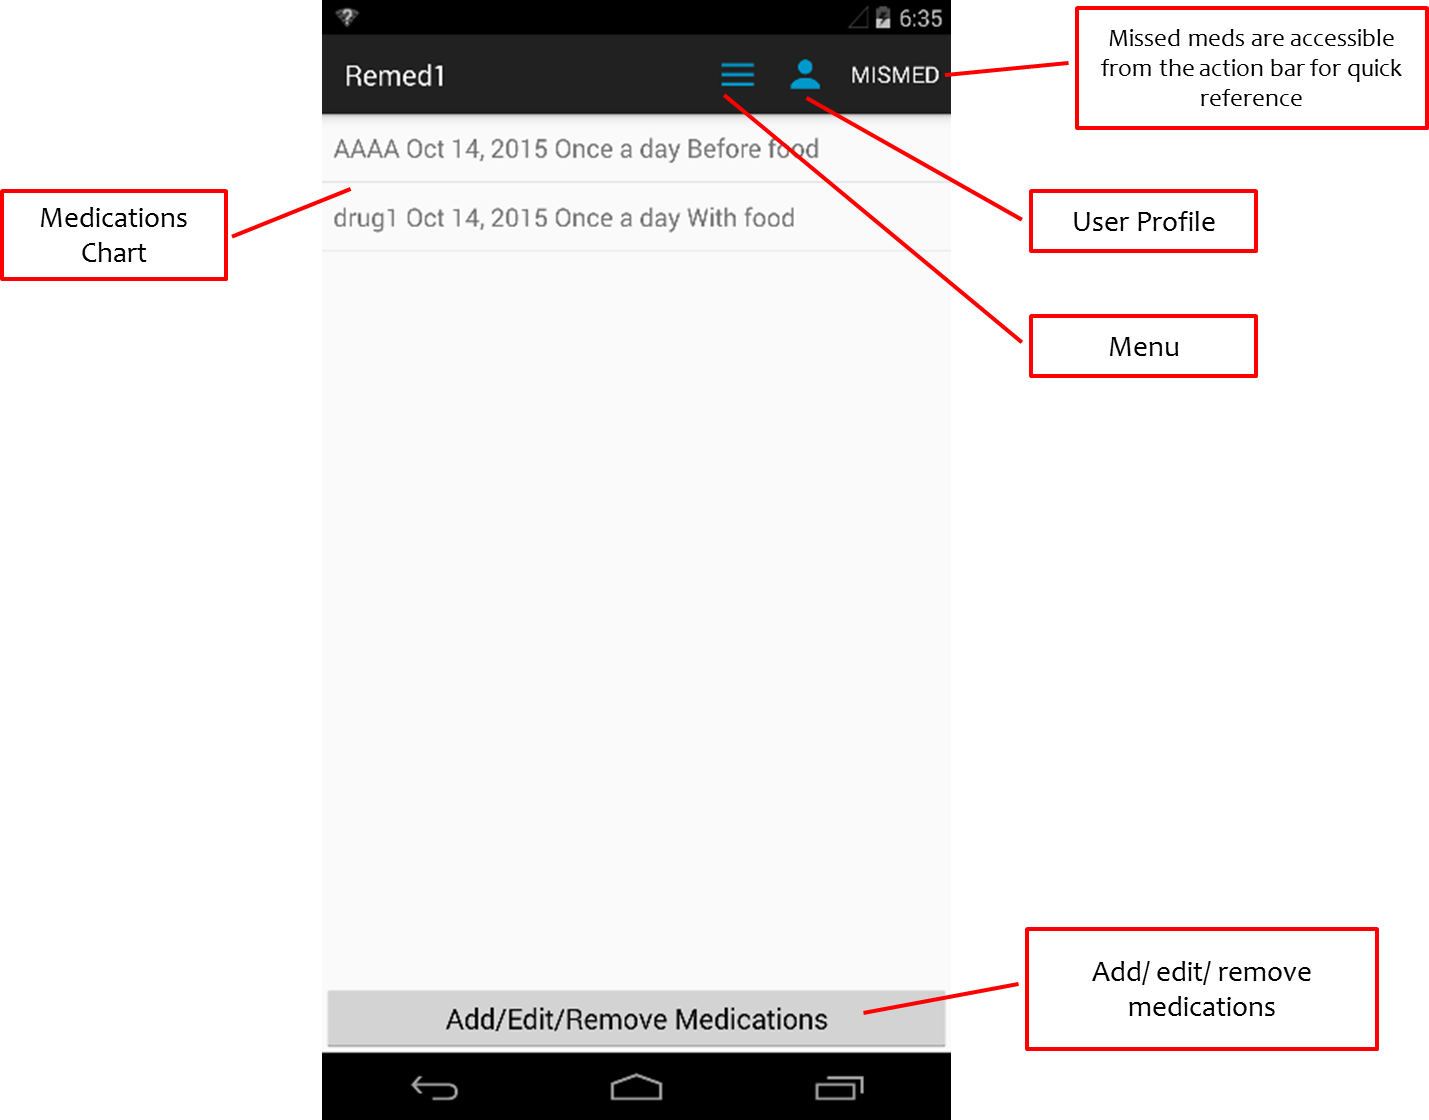 6:35
Remed1
MISMED
Missed meds are accessible
from the action bar for quick
reference
AAAA Oct 14, 2015 Once a day Before food
drug1 Oct 14, 2015 Once a day With food
Medications
Chart
User Profile
Menu
Add/ edit/ remove
medications
Add/Edit/Remove Medications